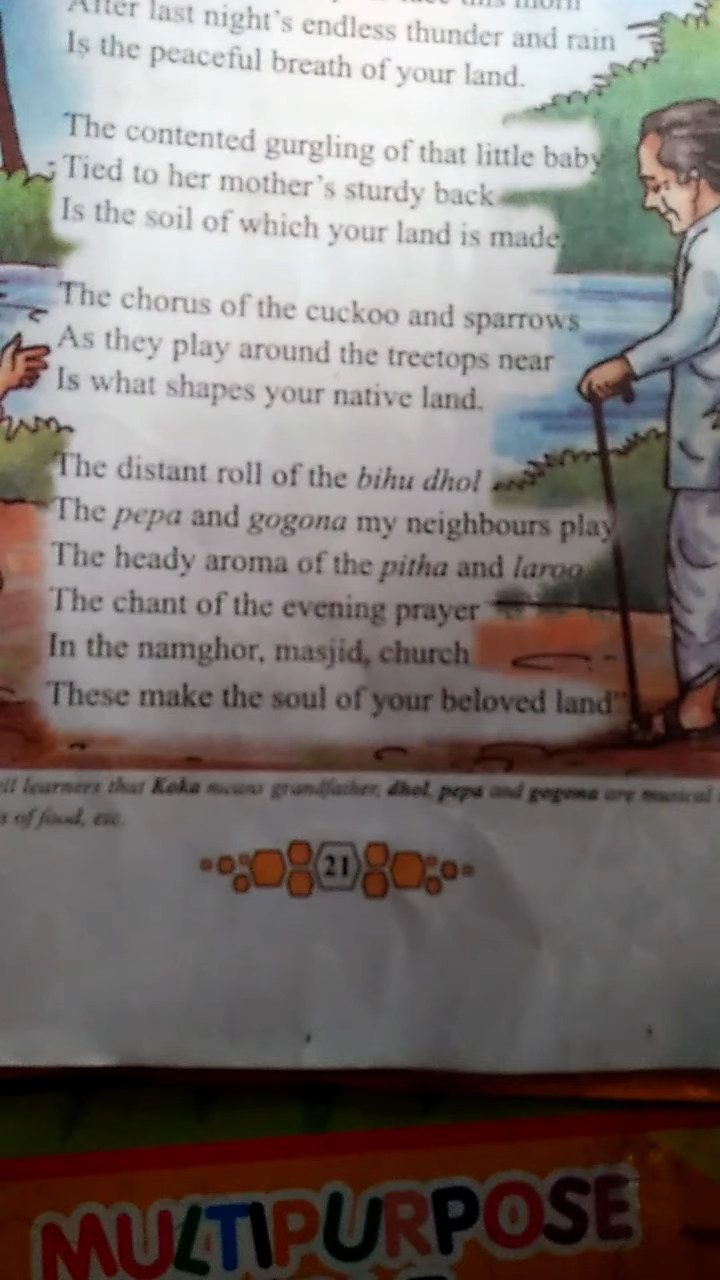 After last night's endless thunder and rain
Is the peaceful breath of your land.
The contented gurgling of that little baby
Tied to her mother's sturdy back
Is the soil of which your land is made.
The chorus of the cuckoo and sparrows
As they play around the treetops near
Is what shapes your native land.
The distant roll of the bihu dhol
The pepa and gogona my neighbours play
The heady aroma of the pitha and laroo
The chant of the evening prayer
In the namghor, masjid, church
These make the soul of your beloved land"
learners that Koka means grandfather, dhol, pepa and gogona are musical
of food, etc.
21
MULTIPURPOSE